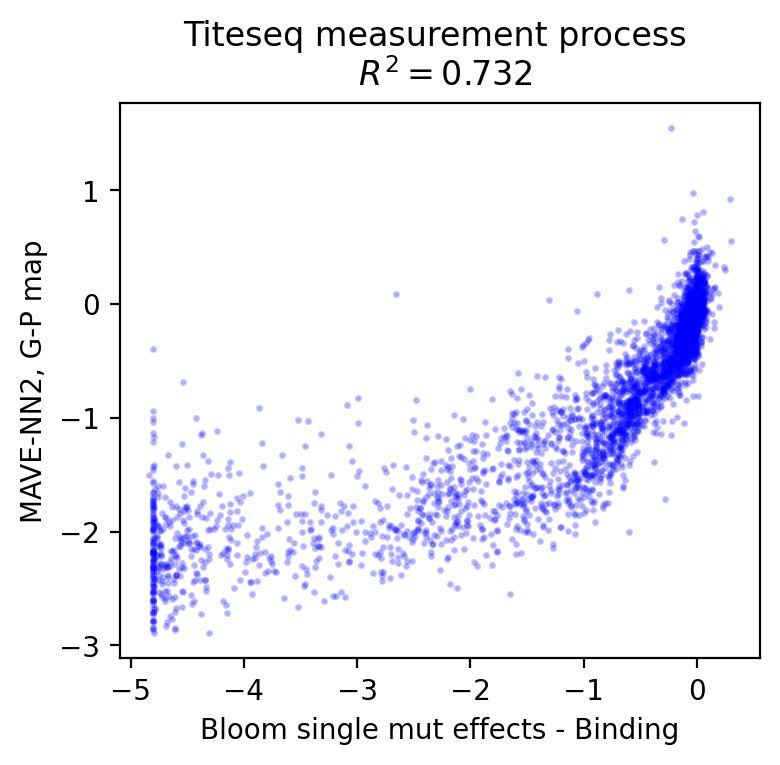 Titeseq measurement process
R² = 0.732
MAVE-NN2, G-P map
1
0
−1
−2
−3
−5 −4 −3 −2 −1 0
Bloom single mut effects - Binding